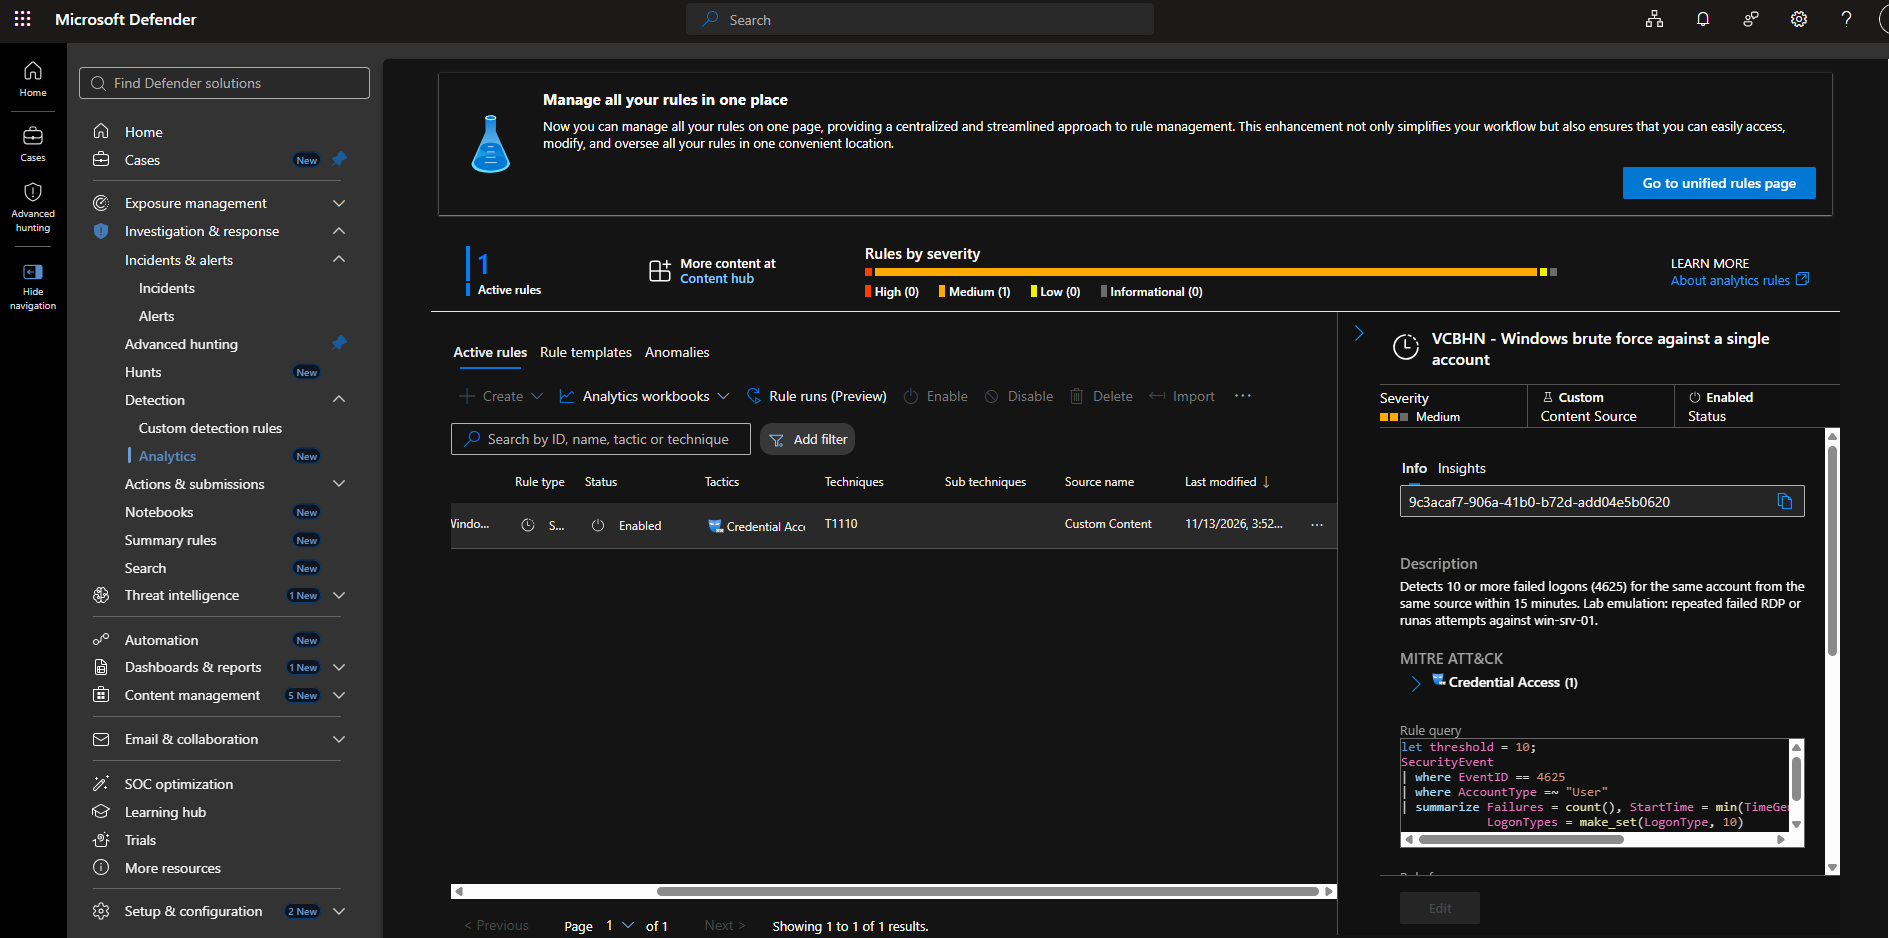 Microsoft Defender
Search
Home
Cases
Advanced
hunting
Hide
navigation
Find Defender solutions
Home
Cases New
Exposure management
Investigation & response
Incidents & alerts
Incidents
Alerts
Advanced hunting
Hunts New
Detection
Custom detection rules
Analytics New
Actions & submissions
Notebooks New
Summary rules New
Search New
Threat intelligence 1 New
Automation New
Dashboards & reports 1 New
Content management 5 New
Email & collaboration
SOC optimization
Learning hub
Trials
More resources
Setup & configuration 2 New
Manage all your rules in one place
Now you can manage all your rules on one page, providing a centralized and streamlined approach to rule management. This enhancement not only simplifies your workflow but also ensures that you can easily access,
modify, and oversee all your rules in one convenient location.
Go to unified rules page
1
Active rules
More content at
Content hub
Rules by severity
High (0) Medium (1) Low (0) Informational (0)
LEARN MORE
About analytics rules
Active rules Rule templates Anomalies
Create Analytics workbooks Rule runs (Preview) Enable Disable Delete Import ...
Search by ID, name, tactic or technique Add filter
Rule type Status Tactics Techniques Sub techniques Source name Last modified ↓
Windo... S... Enabled Credential Acc T1110 Custom Content 11/13/2026, 3:52... ...
< Previous Page 1 of 1 Next > Showing 1 to 1 of 1 results.
VCBHN - Windows brute force against a single
account
Severity
Medium
Custom
Content Source
Enabled
Status
Info Insights
9c3acaf7-906a-41b0-b72d-add04e5b0620
Description
Detects 10 or more failed logons (4625) for the same account from the
same source within 15 minutes. Lab emulation: repeated failed RDP or
runas attempts against win-srv-01.
MITRE ATT&CK
Credential Access (1)
Rule query
let threshold = 10;
SecurityEvent
| where EventID == 4625
| where AccountType =~ "User"
| summarize Failures = count(), StartTime = min(TimeGe
LogonTypes = make_set(LogonType, 10)
Edit